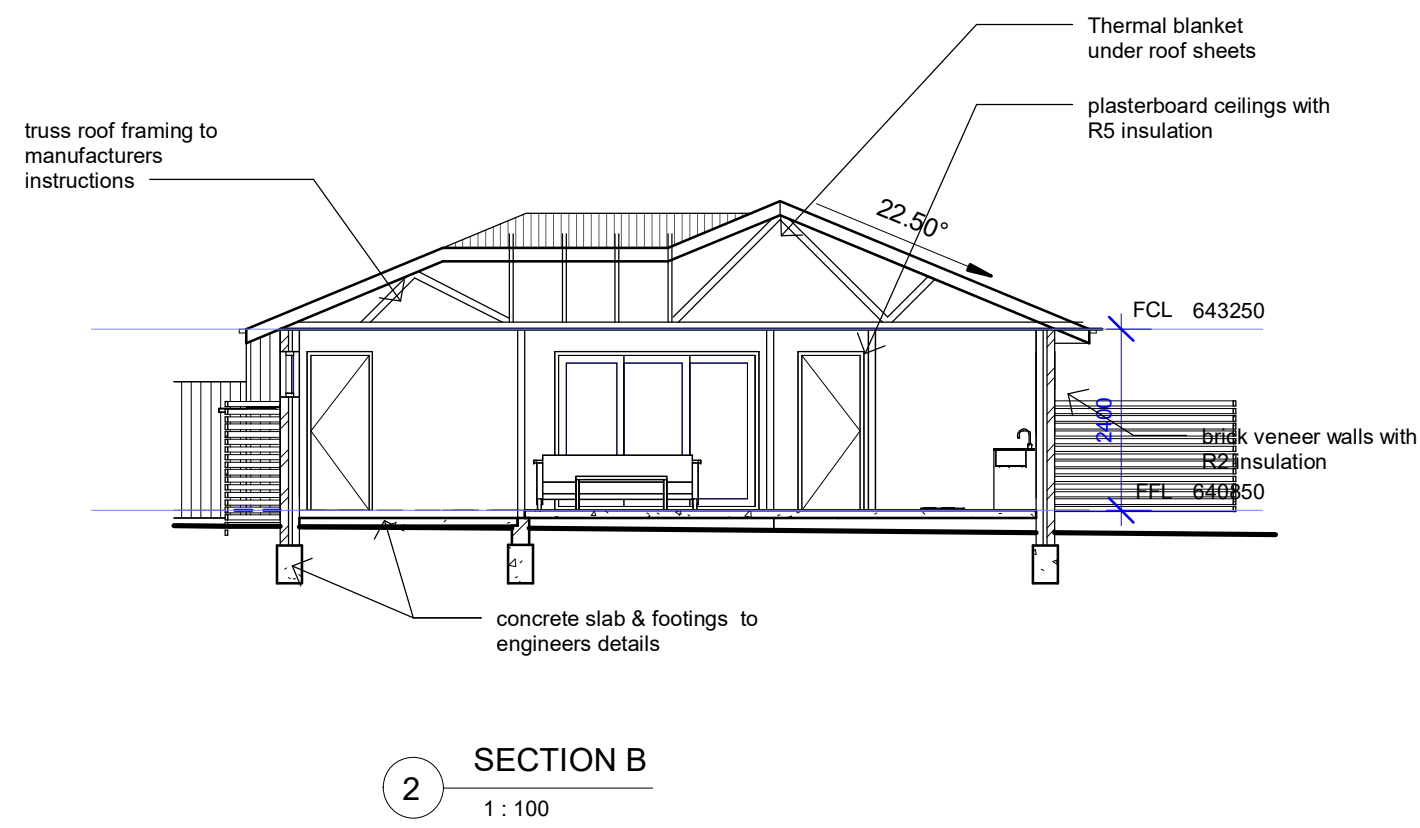 Thermal blanket
under roof sheets
plasterboard ceilings with
R5 insulation
truss roof framing to
manufacturers
instructions
22.50°
FCL 643250
2400
brick veneer walls with
R2 insulation
FFL 640850
concrete slab & footings to
engineers details
SECTION B
2
1 : 100